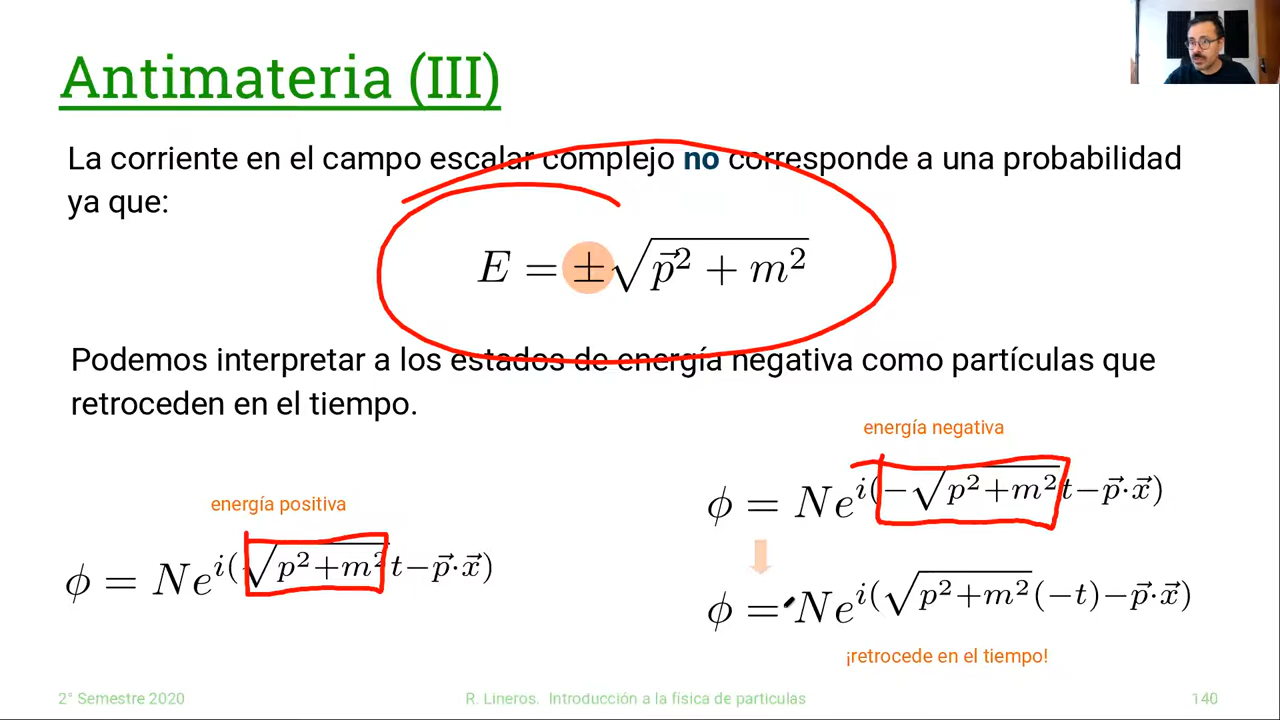 Antimateria (III)
La corriente en el campo escalar complejo no corresponde a una probabilidad
ya que:
E = ±√(p⃗² + m²)
Podemos interpretar a los estados de energía negativa como partículas que
retroceden en el tiempo.
energía positiva
ϕ = Ne^{i(√(p²+m²)t−p⃗·x⃗)}
energía negativa
ϕ = Ne^{i(−√(p²+m²)t−p⃗·x⃗)}
ϕ = Ne^{i(√(p²+m²)(−t)−p⃗·x⃗)}
¡retrocede en el tiempo!
2° Semestre 2020
R. Lineros. Introducción a la física de particulas
140